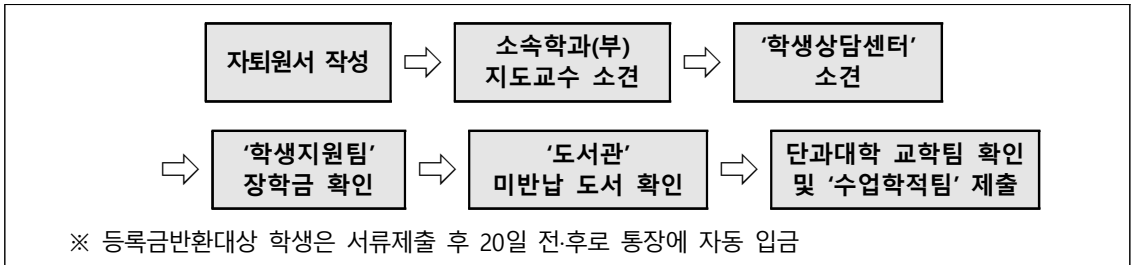 자퇴원서 작성
소속학과(부)
지도교수 소견
‘학생상담센터’
소견
‘학생지원팀’
장학금 확인
‘도서관’
미반납 도서 확인
단과대학 교학팀 확인
및 ‘수업학적팀’ 제출
※ 등록금반환대상 학생은 서류제출 후 20일 전·후로 통장에 자동 입금